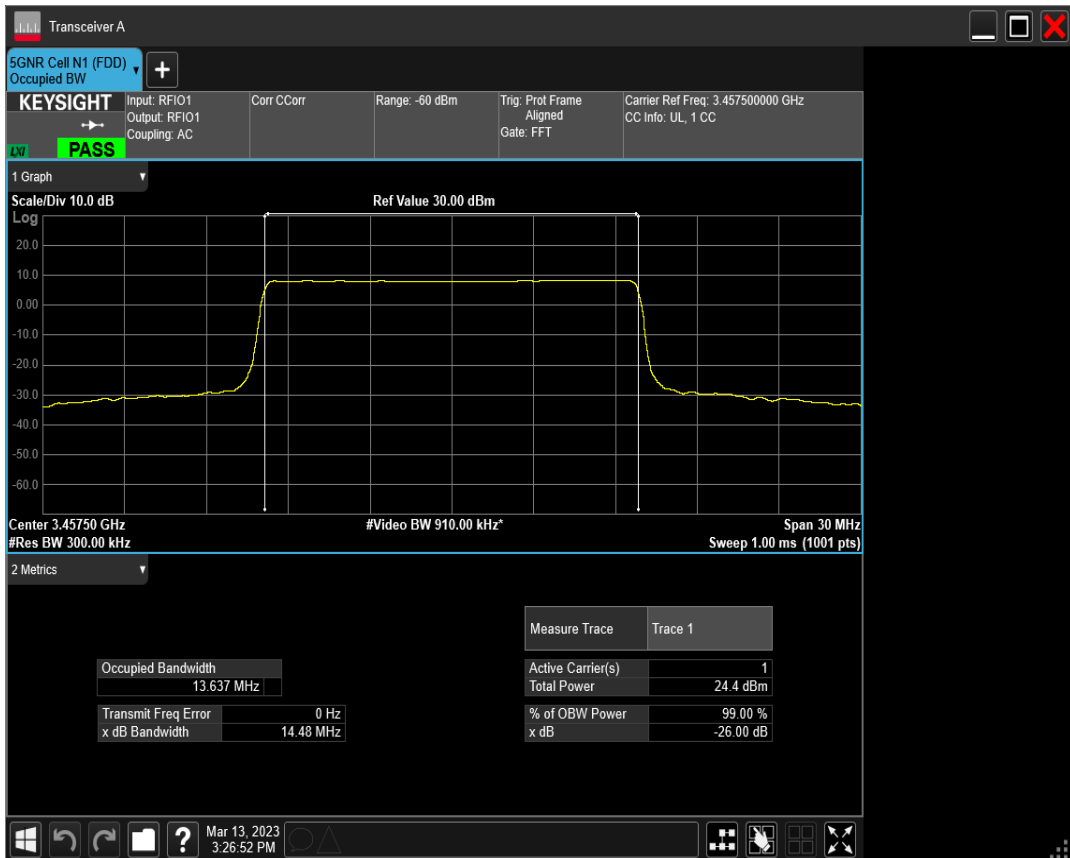 Transceiver A
5GNR Cell N1 (FDD)
Occupied BW
+
KEYSIGHT
LXI
PASS
Input: RFIO1
Output: RFIO1
Coupling: AC
Corr CCorr
Range: -60 dBm
Trig: Prot Frame
Aligned
Gate: FFT
Carrier Ref Freq: 3.457500000 GHz
CC Info: UL, 1 CC
1 Graph
Scale/Div 10.0 dB
Ref Value 30.00 dBm
Log
20.0
10.0
0.00
-10.0
-20.0
-30.0
-40.0
-50.0
-60.0
Center 3.45750 GHz
#Video BW 910.00 kHz*
Span 30 MHz
#Res BW 300.00 kHz
Sweep 1.00 ms (1001 pts)
2 Metrics
Measure Trace Trace 1
Occupied Bandwidth
13.637 MHz
Active Carrier(s) 1
Total Power 24.4 dBm
Transmit Freq Error 0 Hz
x dB Bandwidth 14.48 MHz
% of OBW Power 99.00 %
x dB -26.00 dB
?
Mar 13, 2023
3:26:52 PM